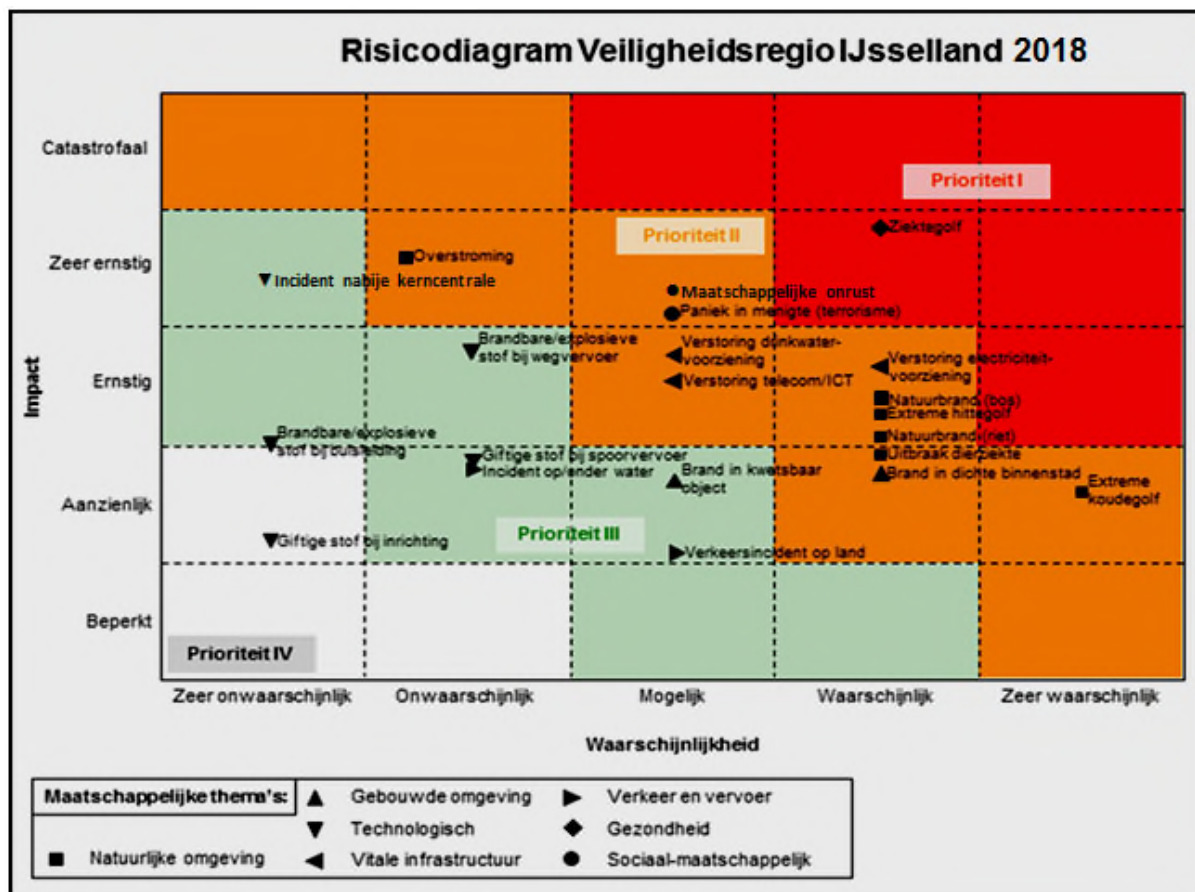 Risicodiagram Veiligheidsregio IJsselland 2018
Catastrofaal
Prioriteit I
Zeer ernstig
Prioriteit II
Ziektegolf
Overstroming
Incident nabije kerncentrale
Maatschappelijke onrust
Paniek in menigte (terrorisme)
Impact
Ernstig
Brandbare/explosieve
stof bij wegvervoer
Verstoring drinkwater-
voorziening
Verstoring electriciteit-
voorziening
Verstoring telecom/ICT
Natuurbrand (bos)
Extreme hittegolf
Brandbare/explosieve
stof bij buisleiding
Natuurbrand (riet)
Aanzienlijk
Giftige stof bij spoorvervoer
Uitbraak dierziekte
Incident op/onder water
Brand in kwetsbaar
object
Brand in dichte binnenstad
Extreme
koudegolf
Giftige stof bij inrichting
Prioriteit III
Verkeersincident op land
Beperkt
Prioriteit IV
Zeer onwaarschijnlijk
Onwaarschijnlijk
Mogelijk
Waarschijnlijk
Zeer waarschijnlijk
Waarschijnlijkheid
Maatschappelijke thema's:
Gebouwde omgeving
Verkeer en vervoer
Technologisch
Gezondheid
Natuurlijke omgeving
Vitale infrastructuur
Sociaal-maatschappelijk